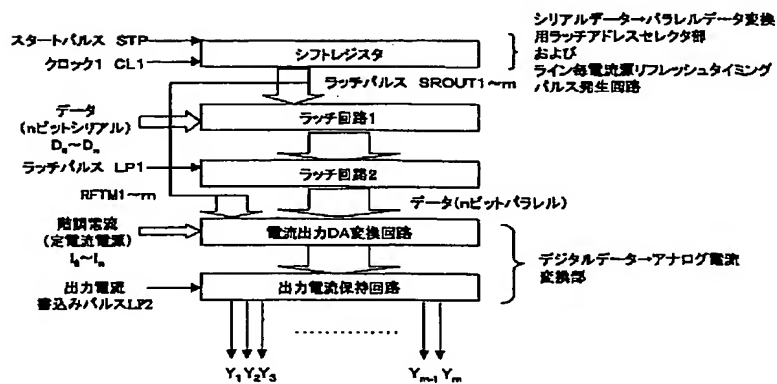 スタートパルス STP
クロック1 CL1
シフトレジスタ
シリアルデータ→パラレルデータ変換
用ラッチアドレスセレクタ部
および
ライン毎電流源リフレッシュタイミング
パルス発生回路
ラッチパルス SROUT1~m
データ
(nビットシリアル)
ラッチ回路1
ラッチパルス LP1
ラッチ回路2
RFTM1~m
データ(nビットパラレル)
階調電流
(定電流電源)
電流出力DA変換回路
デジタルデータ→アナログ電流
変換部
出力電流
書込みパルスLP2
出力電流保持回路
Y1 Y2 Y3
Ym-1 Ym